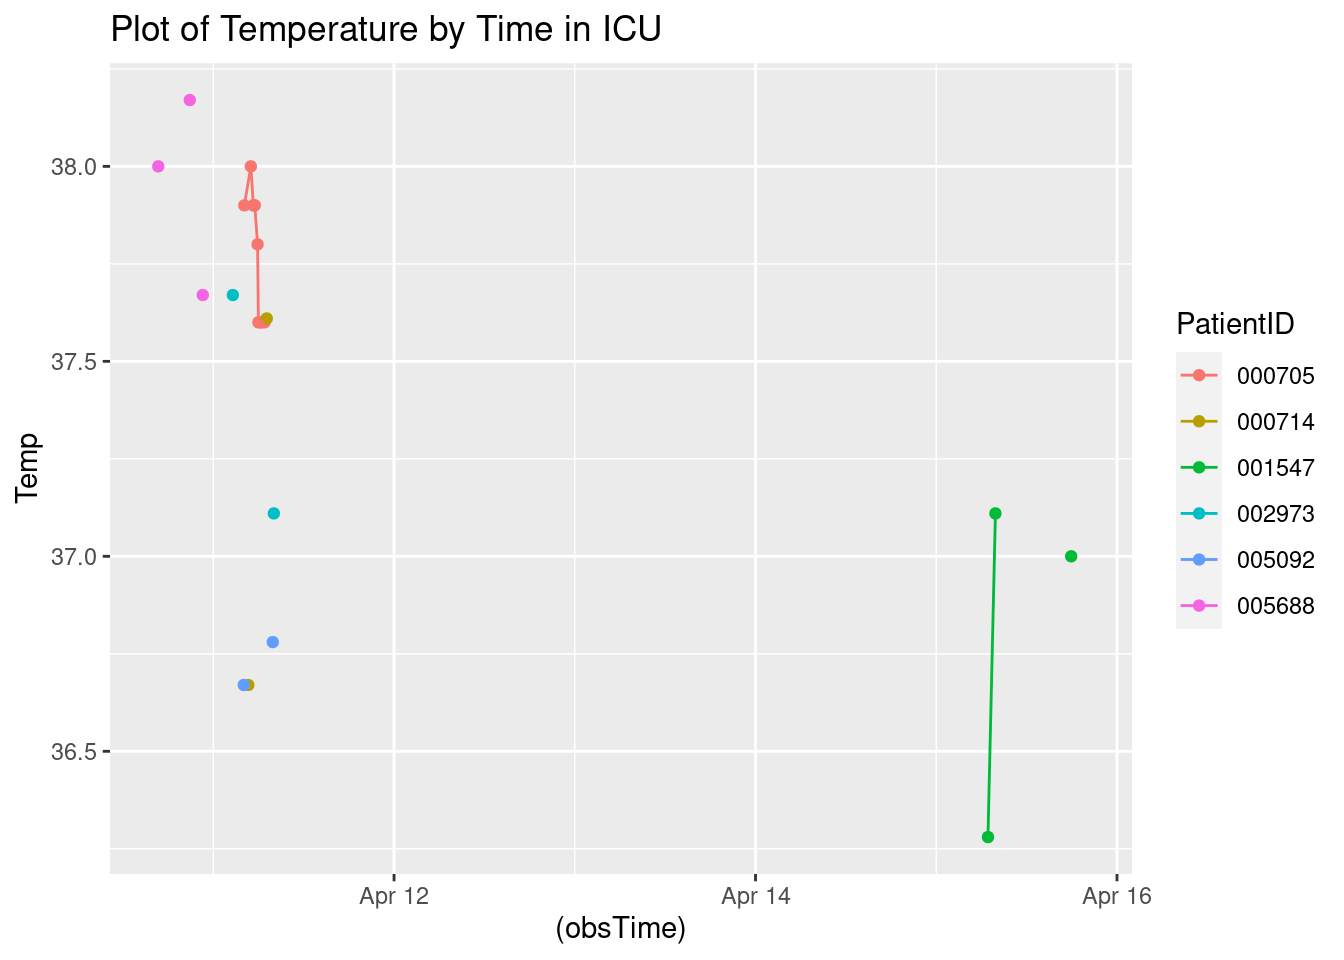 Plot of Temperature by Time in ICU
38.0
37.5
37.0
36.5
Temp
Apr 12
Apr 14
Apr 16
(obsTime)
PatientID
000705
000714
001547
002973
005092
005688